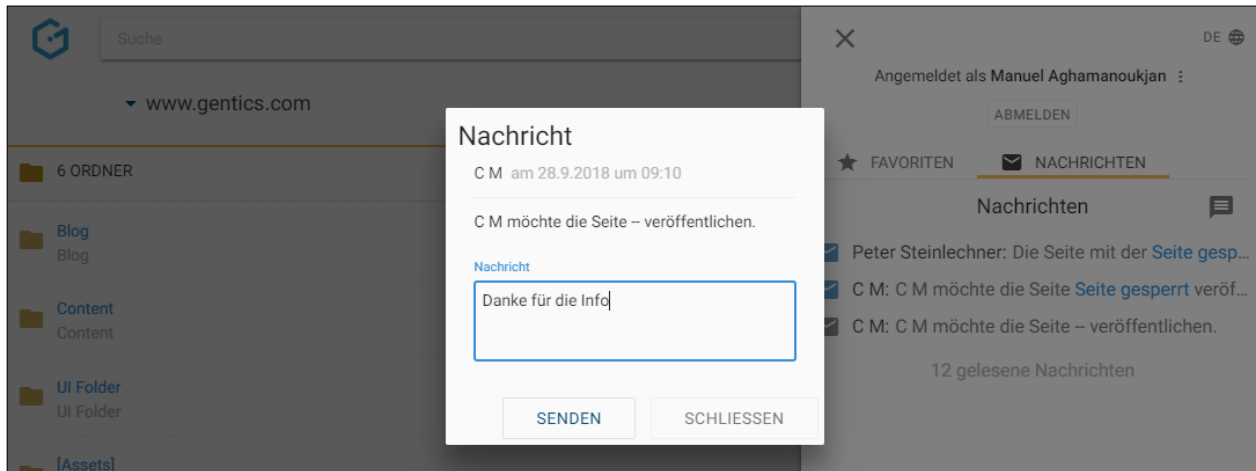 Suche
DE
Angemeldet als Manuel Aghamanoukjan
www.gentics.com
ABMELDEN
Nachricht
C M am 28.9.2018 um 09:10
C M möchte die Seite – veröffentlichen.
Nachricht
Danke für die Info
SENDEN
SCHLIESSEN
6 ORDNER
Blog
Blog
Content
Content
UI Folder
UI Folder
[Assets]
FAVORITEN
NACHRICHTEN
Nachrichten
Peter Steinlechner: Die Seite mit der Seite gesp...
C M: C M möchte die Seite Seite gesperrt veröf...
C M: C M möchte die Seite – veröffentlichen.
12 gelesene Nachrichten